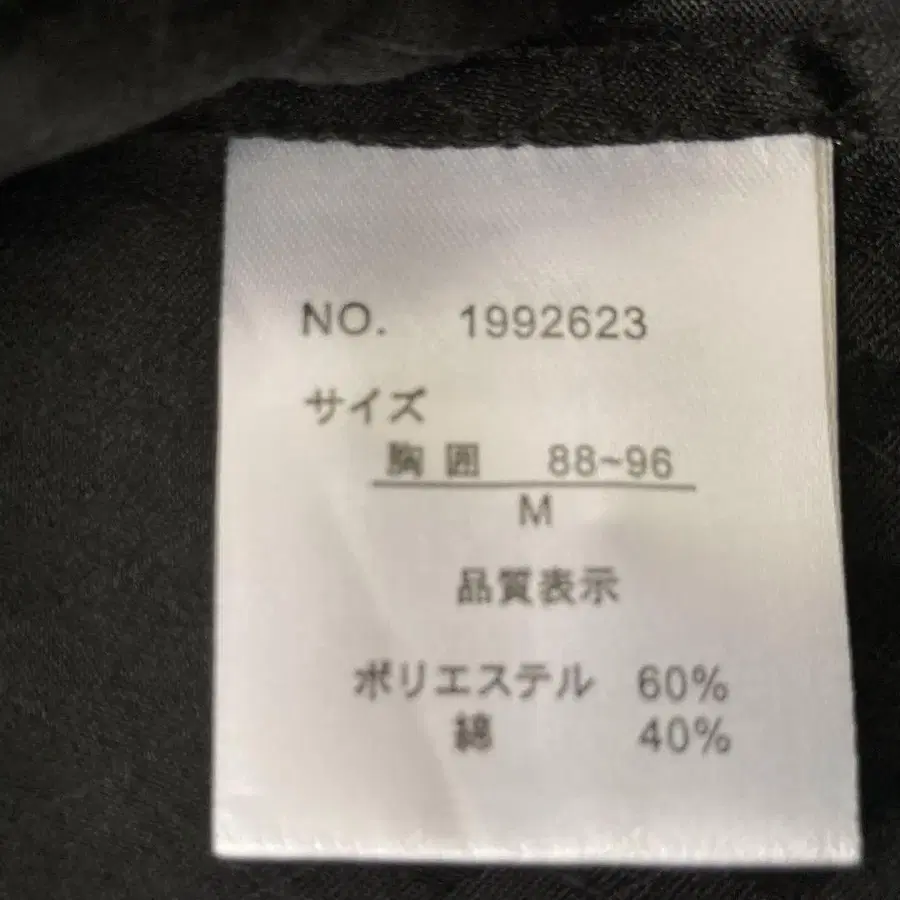 NO. 1992623
サイズ
胸囲 88~96
M
品質表示
ポリエステル 60%
綿 40%